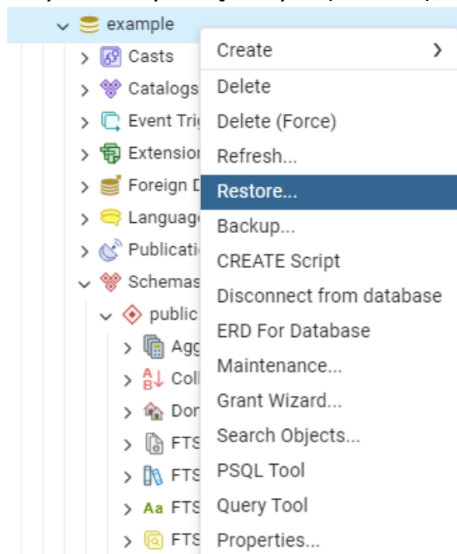 example
Casts
Catalogs
Event Tri
Extension
Foreign D
Languag
Publicati
Schemas
public
Agg
Coll
Dor
FTS
FTS
Aa FTS
FTS
Create
Delete
Delete (Force)
Refresh...
Restore...
Backup...
CREATE Script
Disconnect from database
ERD For Database
Maintenance...
Grant Wizard...
Search Objects...
PSQL Tool
Query Tool
Properties...